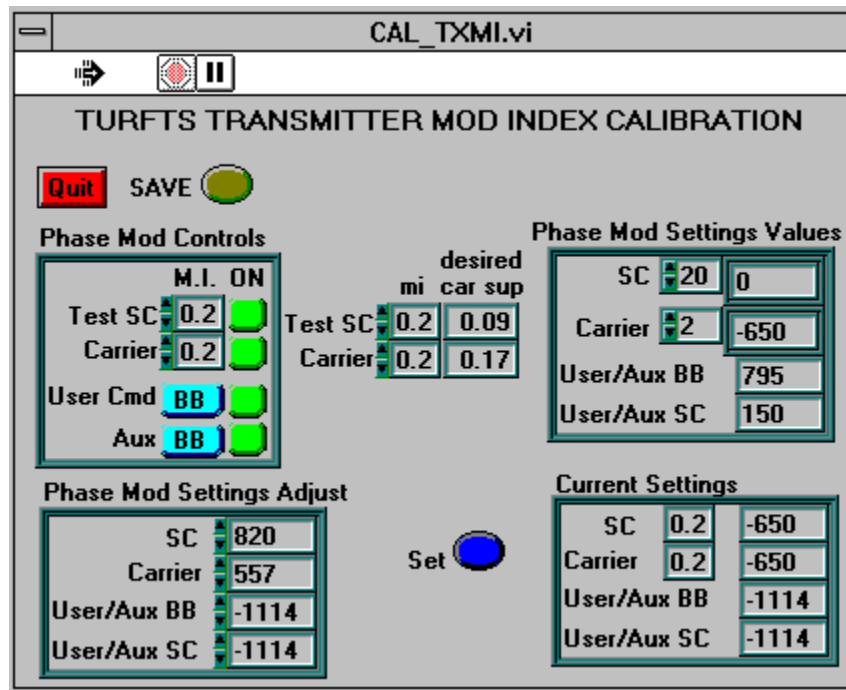 CAL_TXMI.vi
TURFTS TRANSMITTER MOD INDEX CALIBRATION
Quit SAVE
Phase Mod Controls
M.I. ON
Test SC 0.2
Carrier 0.2
User Cmd BB
Aux BB
desired
mi car sup
Test SC 0.2 0.09
Carrier 0.2 0.17
Phase Mod Settings Values
SC 20 0
Carrier 2 -650
User/Aux BB 795
User/Aux SC 150
Phase Mod Settings Adjust
SC 820
Carrier 557
User/Aux BB -1114
User/Aux SC -1114
Set
Current Settings
SC 0.2 -650
Carrier 0.2 -650
User/Aux BB -1114
User/Aux SC -1114